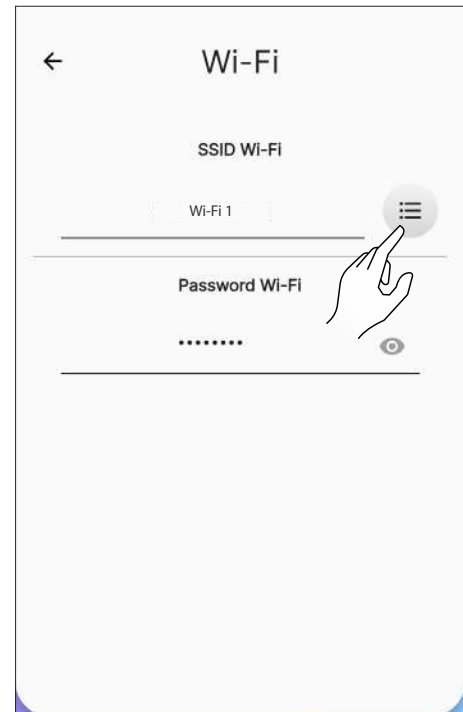 Wi-Fi
SSID Wi-Fi
Wi-Fi 1
Password Wi-Fi
••••••••